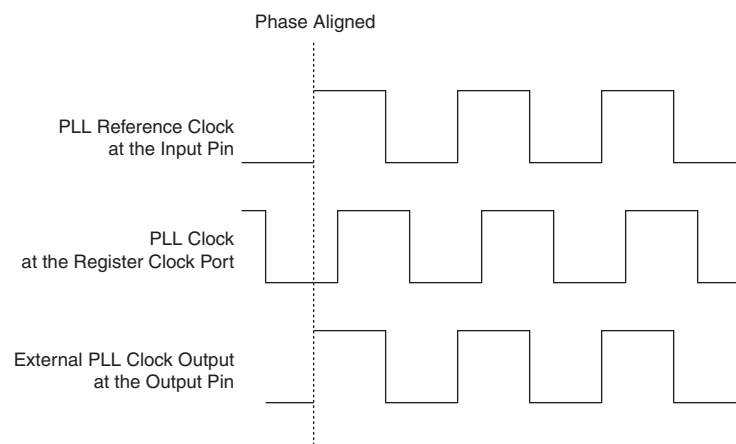 Phase Aligned
PLL Reference Clock
at the Input Pin
PLL Clock
at the Register Clock Port
External PLL Clock Output
at the Output Pin